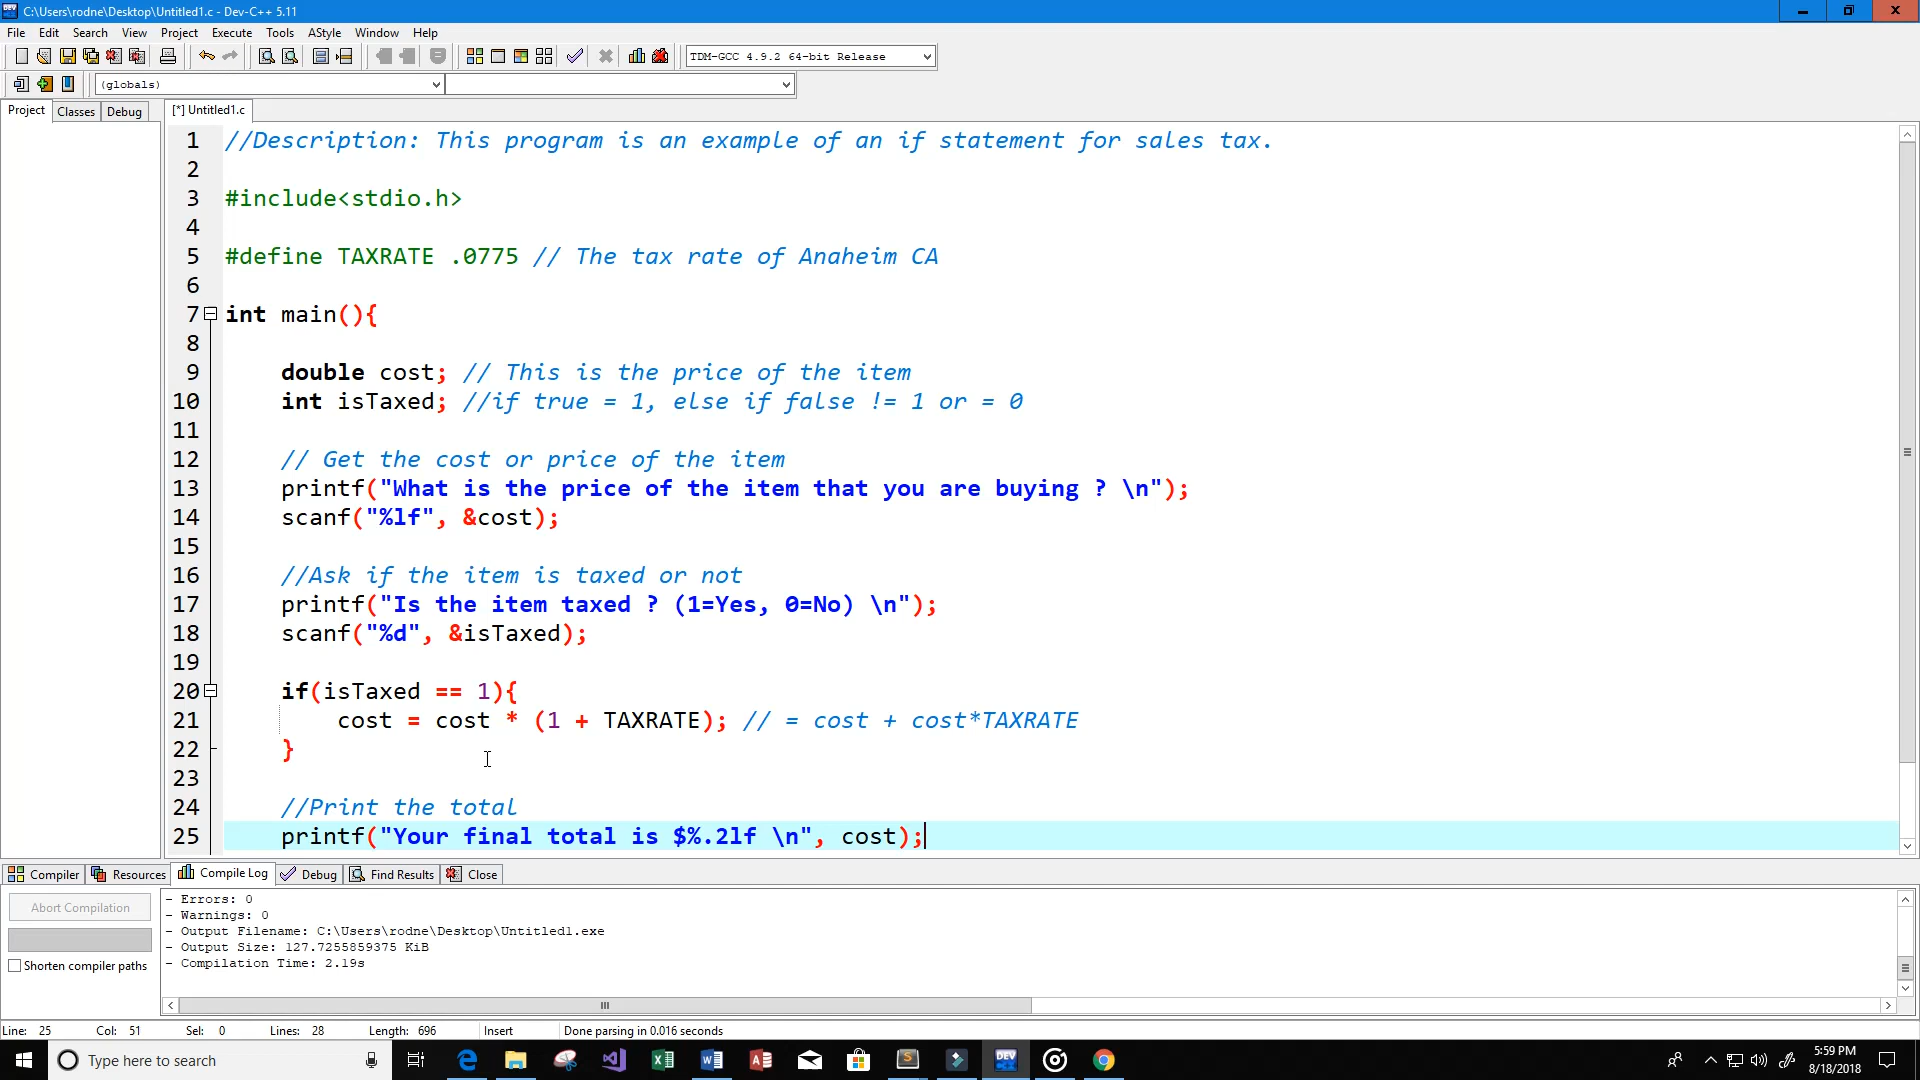 C:\Users\rodne\Desktop\Untitled1.c - Dev-C++ 5.11
File Edit Search View Project Execute Tools AStyle Window Help
TDM-GCC 4.9.2 64-bit Release
(globals)
Project Classes Debug [*] Untitled1.c
1 //Description: This program is an example of an if statement for sales tax.
2
3 #include<stdio.h>
4
5 #define TAXRATE .0775 // The tax rate of Anaheim CA
6
7 int main(){
8
9 double cost; // This is the price of the item
10 int isTaxed; //if true = 1, else if false != 1 or = 0
11
12 // Get the cost or price of the item
13 printf("What is the price of the item that you are buying ? \n");
14 scanf("%lf", &cost);
15
16 //Ask if the item is taxed or not
17 printf("Is the item taxed ? (1=Yes, 0=No) \n");
18 scanf("%d", &isTaxed);
19
20 if(isTaxed == 1){
21 cost = cost * (1 + TAXRATE); // = cost + cost*TAXRATE
22 }
23
24 //Print the total
25 printf("Your final total is $%.2lf \n", cost);
Compiler Resources Compile Log Debug Find Results Close
Abort Compilation
Shorten compiler paths
- Errors: 0
- Warnings: 0
- Output Filename: C:\Users\rodne\Desktop\Untitled1.exe
- Output Size: 127.7255859375 KiB
- Compilation Time: 2.19s
Line: 25 Col: 51 Sel: 0 Lines: 28 Length: 696 Insert Done parsing in 0.016 seconds
Type here to search
DEV
5:59 PM
8/18/2018